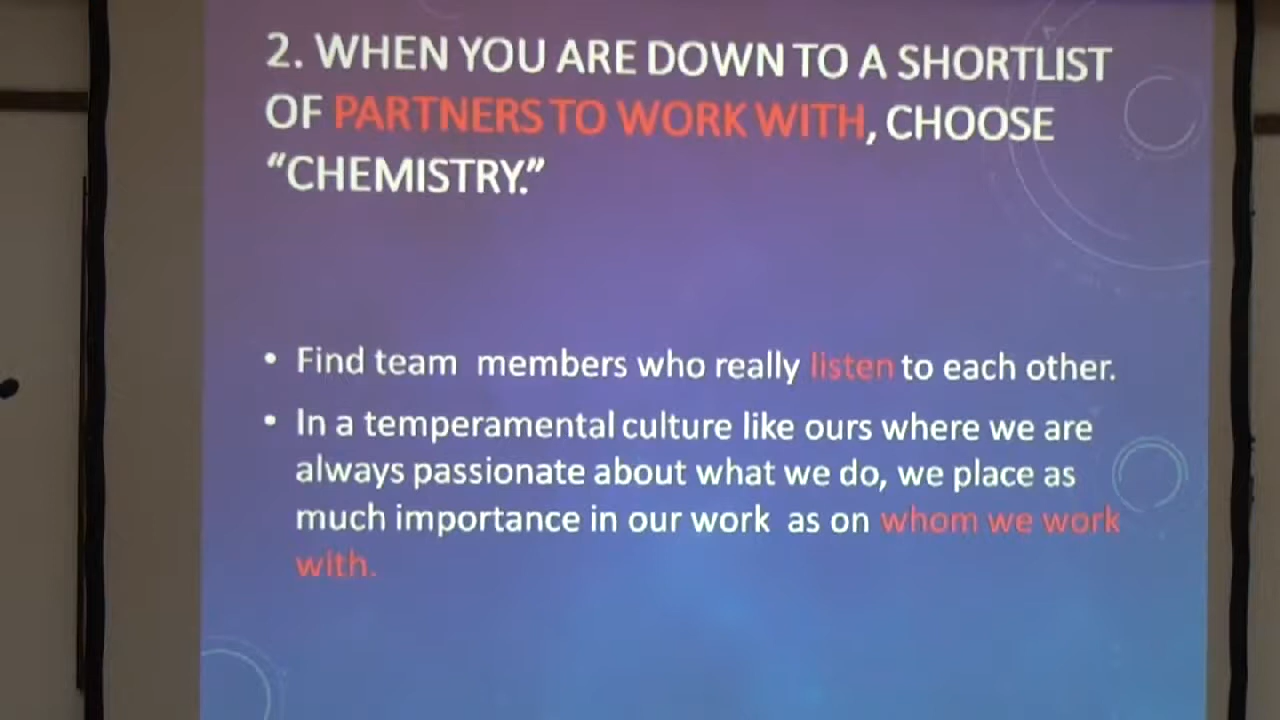 2. WHEN YOU ARE DOWN TO A SHORTLIST
OF PARTNERS TO WORK WITH, CHOOSE
“CHEMISTRY.”
• Find team  members who really listen to each other.
• In a temperamental culture like ours where we are
always passionate about what we do, we place as
much importance in our work  as on whom we work
with.